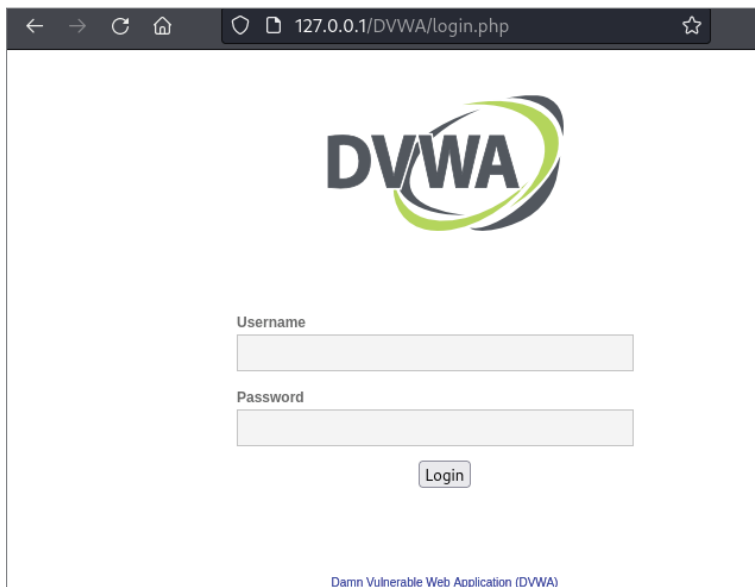 127.0.0.1/DVWA/login.php
DVWA
Username
Password
Login
Damn Vulnerable Web Application (DVWA)